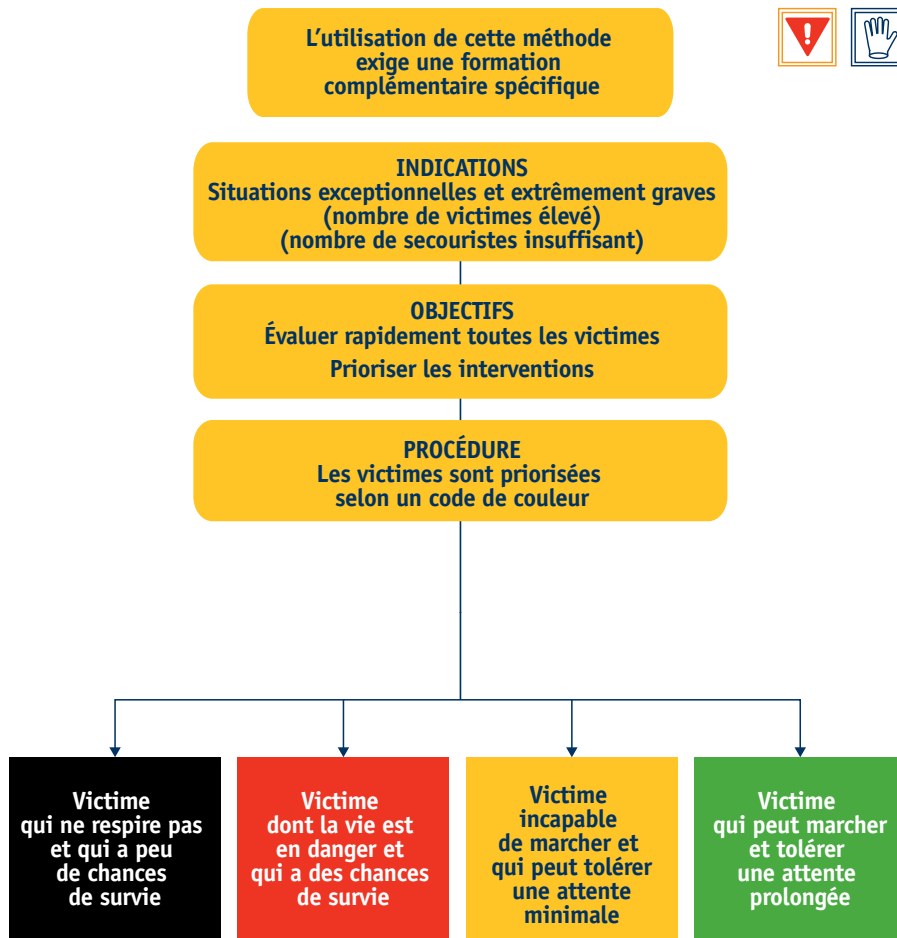 L'utilisation de cette méthode
exige une formation
complémentaire spécifique
INDICATIONS
Situations exceptionnelles et extrêmement graves
(nombre de victimes élevé)
(nombre de secouristes insuffisant)
OBJECTIFS
Évaluer rapidement toutes les victimes
Prioriser les interventions
PROCÉDURE
Les victimes sont priorisées
selon un code de couleur
Victime
qui ne respire pas
et qui a peu
de chances
de survie
Victime
dont la vie est
en danger et
qui a des chances
de survie
Victime
incapable
de marcher et
qui peut tolérer
une attente
minimale
Victime
qui peut marcher
et tolérer
une attente
prolongée